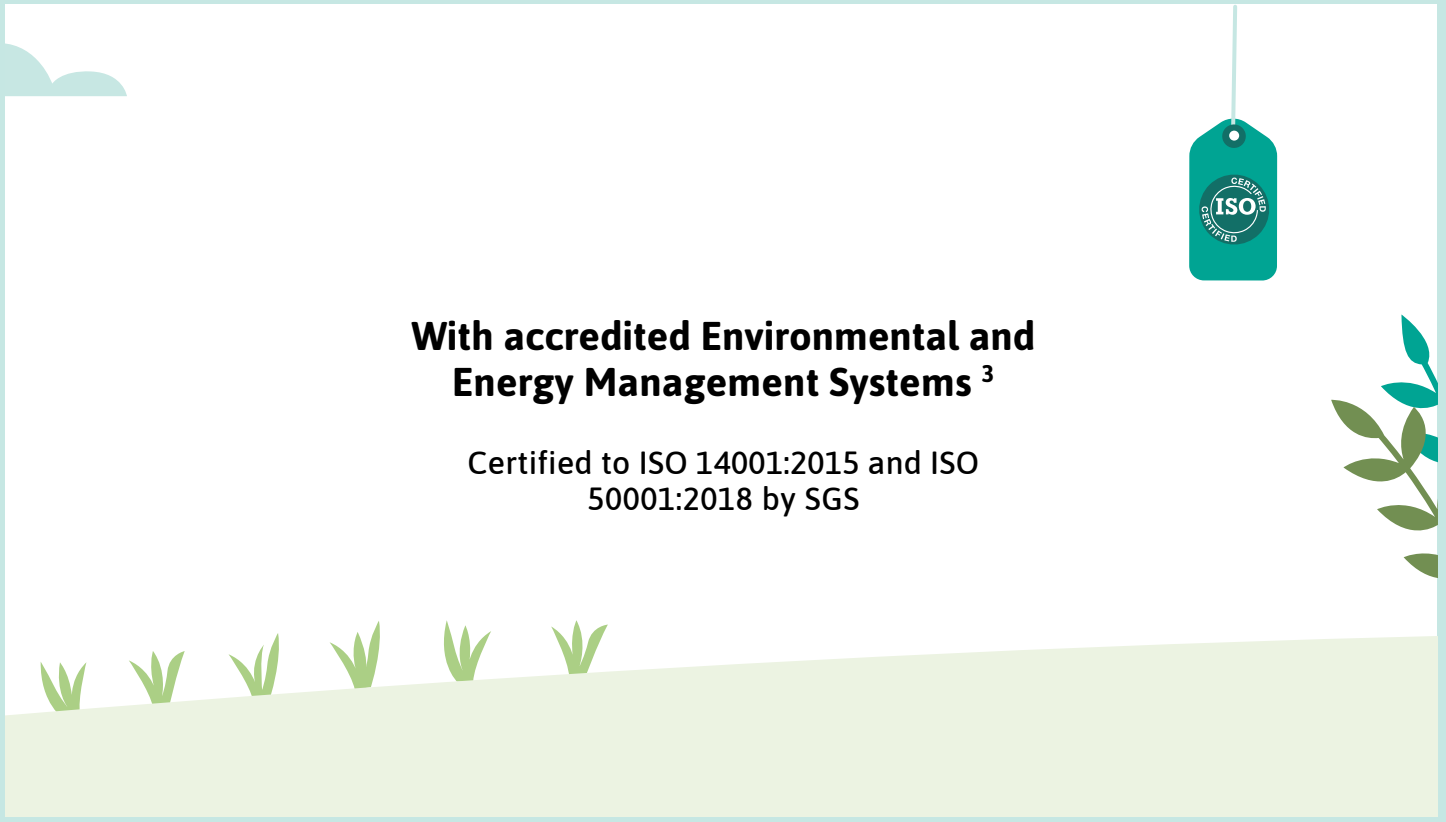 CERTIFIED
ISO
CERTIFIED
With accredited Environmental and
Energy Management Systems ³
Certified to ISO 14001:2015 and ISO
50001:2018 by SGS